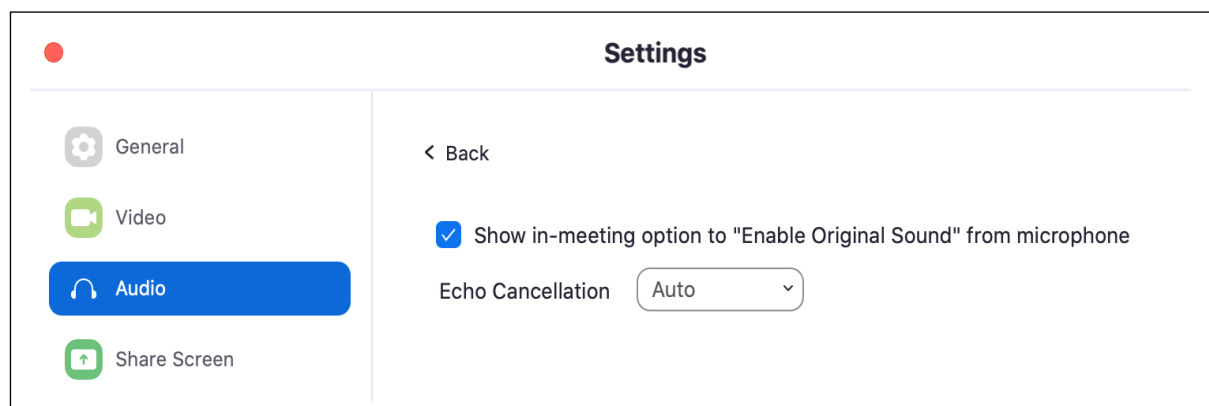 Settings
General
Video
Audio
Share Screen
Back
Show in-meeting option to "Enable Original Sound" from microphone
Echo Cancellation Auto